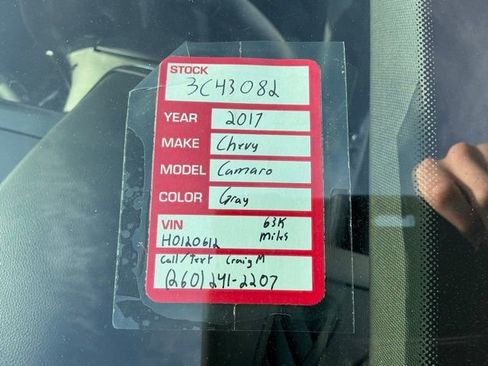 STOCK
3C43082
YEAR 2017
MAKE Chevy
MODEL Camaro
COLOR Gray
VIN 63K
H0120612 miles
Call/Text Craig M
(260) 241-2207